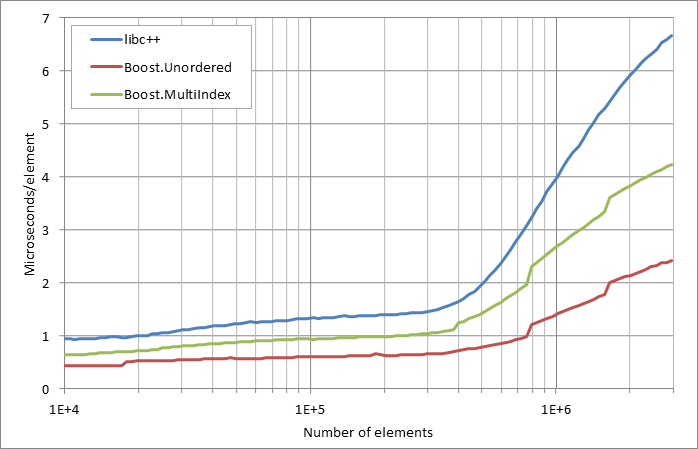 7
6
5
4
3
2
1
0
Microseconds/element
libc++
Boost.Unordered
Boost.MultiIndex
1E+4
1E+5
1E+6
Number of elements